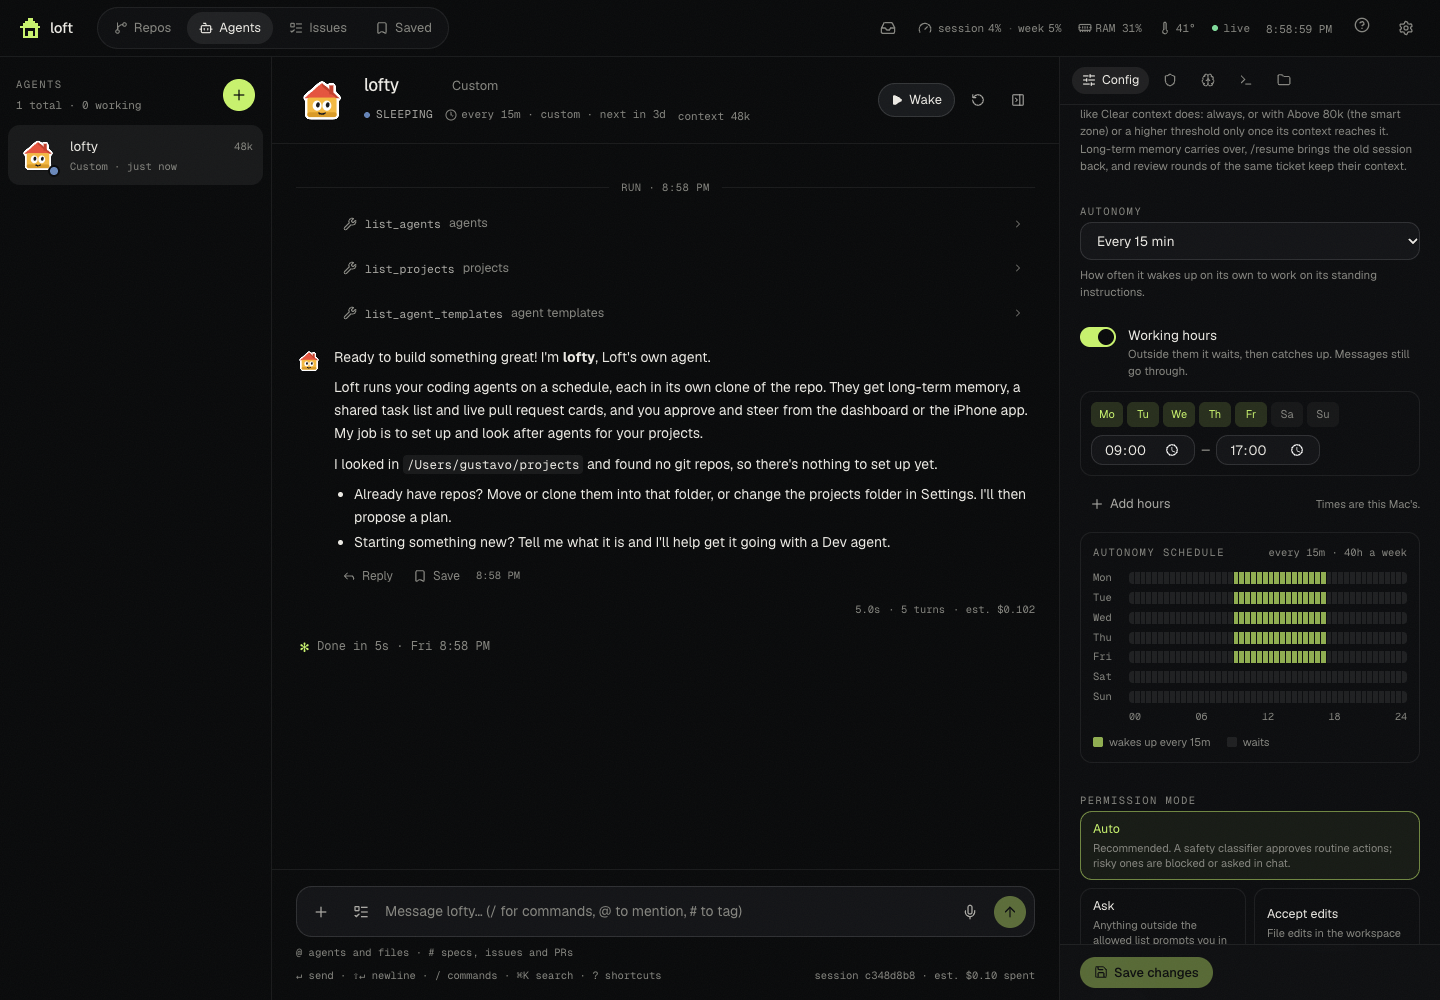 loft
Repos
Agents
Issues
Saved
session 4% · week 5%
RAM 31%
41°
live
8:58:59 PM
AGENTS
1 total · 0 working
lofty
48k
Custom · just now
lofty
Custom
SLEEPING
every 15m · custom · next in 3d
context 48k
Wake
RUN · 8:58 PM
list_agents agents
list_projects projects
list_agent_templates agent templates
Ready to build something great! I'm lofty, Loft's own agent.
Loft runs your coding agents on a schedule, each in its own clone of the repo. They get long-term memory, a
shared task list and live pull request cards, and you approve and steer from the dashboard or the iPhone app.
My job is to set up and look after agents for your projects.
I looked in /Users/gustavo/projects and found no git repos, so there's nothing to set up yet.
• Already have repos? Move or clone them into that folder, or change the projects folder in Settings. I'll then
propose a plan.
• Starting something new? Tell me what it is and I'll help get it going with a Dev agent.
Reply
Save
8:58 PM
5.0s · 5 turns · est. $0.102
Done in 5s · Fri 8:58 PM
Message lofty... (/ for commands, @ to mention, # to tag)
@ agents and files · # specs, issues and PRs
↵ send · ⇧↵ newline · / commands · ⌘K search · ? shortcuts
session c348d8b8 · est. $0.10 spent
Config
like Clear context does: always, or with Above 80k (the smart
zone) or a higher threshold only once its context reaches it.
Long-term memory carries over, /resume brings the old session
back, and review rounds of the same ticket keep their context.
AUTONOMY
Every 15 min
How often it wakes up on its own to work on its standing
instructions.
Working hours
Outside them it waits, then catches up. Messages still
go through.
Mo Tu We Th Fr Sa Su
09:00 – 17:00
Add hours
Times are this Mac's.
AUTONOMY SCHEDULE
every 15m · 40h a week
Mon
Tue
Wed
Thu
Fri
Sat
Sun
00 06 12 18 24
wakes up every 15m
waits
PERMISSION MODE
Auto
Recommended. A safety classifier approves routine actions;
risky ones are blocked or asked in chat.
Ask
Anything outside the
allowed list prompts you in
Accept edits
File edits in the workspace
Save changes